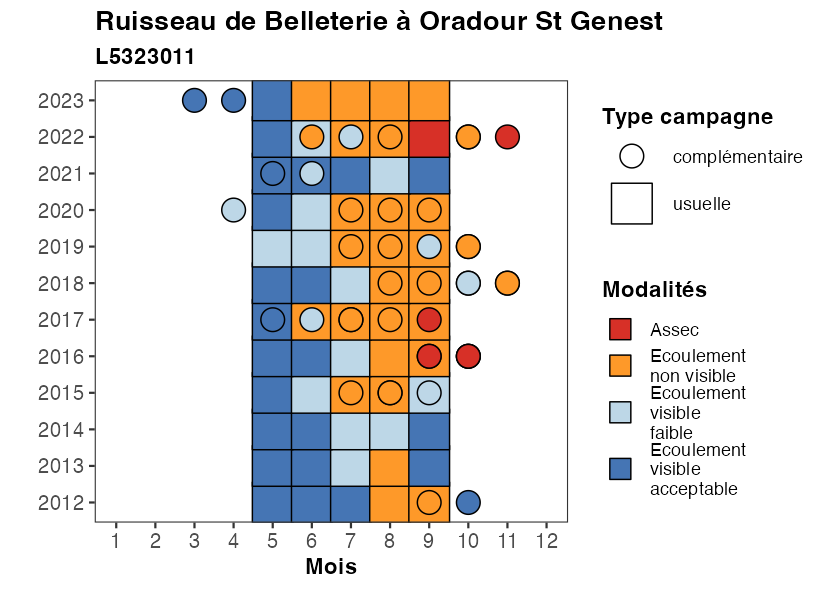 Ruisseau de Belleterie à Oradour St Genest
L5323011
2023
2022
2021
2020
2019
2018
2017
2016
2015
2014
2013
2012
1 2 3 4 5 6 7 8 9 10 11 12
Mois
Type campagne
complémentaire
usuelle
Modalités
Assec
Ecoulement
non visible
Ecoulement
visible
faible
Ecoulement
visible
acceptable